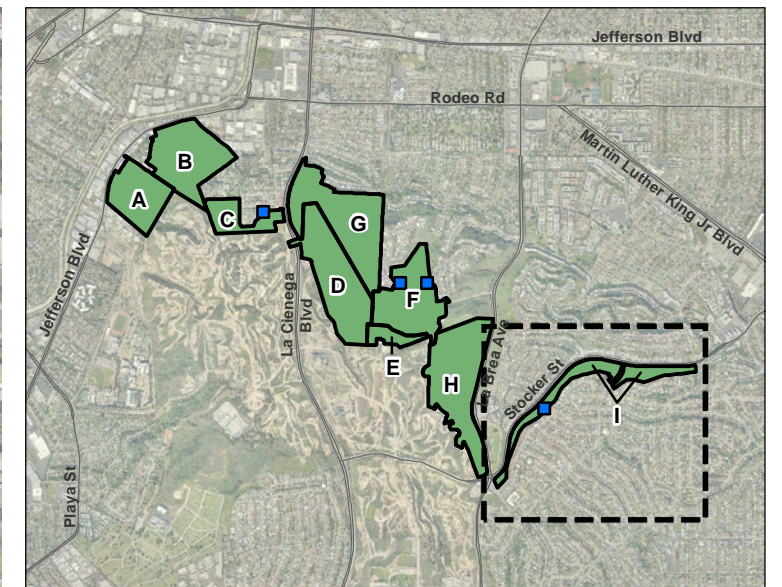 Jefferson Blvd
Rodeo Rd
Martin Luther King Jr Blvd
B
A
C
G
Jefferson Blvd
La Cienega
Blvd
D
F
E
La Brea Ave
H
Stocker St
I
Playa St